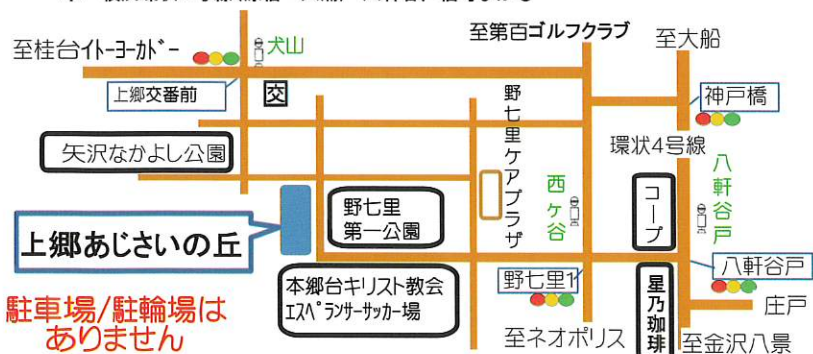 至桂台イトーヨーカドー
犬山
至第百ゴルフクラブ
至大船
上郷交番前
交
神戸橋
野七里ケアプラザ
環状4号線
矢沢なかよし公園
西ケ谷
コープ
八軒谷戸
野七里
第一公園
上郷あじさいの丘
本郷台キリスト教会
エスペランサーサッカー場
野七里1
星乃珈琲
八軒谷戸
庄戸
駐車場/駐輪場は
ありません
至ネオポリス
至金沢八景